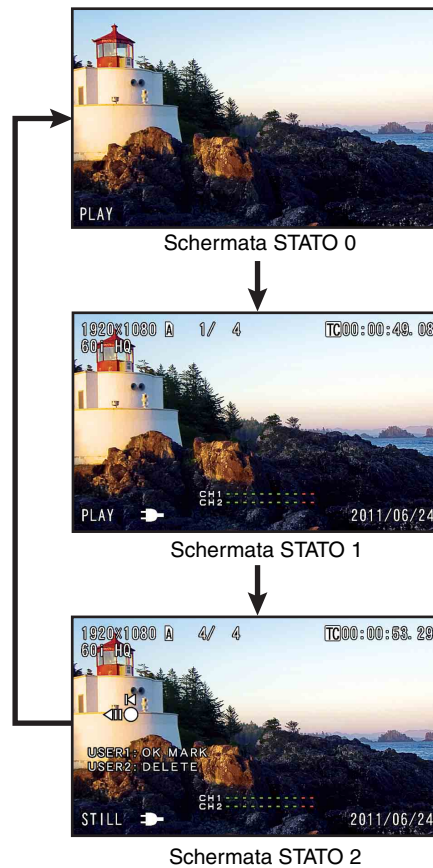 PLAY
Schermata STATO 0
1920×1080 A 1/ 4 TC00:00:49.08
60i HQ
CH1
CH2
PLAY 2011/06/24
Schermata STATO 1
1920×1080 A 4/ 4 TC00:00:53.29
60i HQ
USER1: OK MARK
USER2: DELETE
CH1
CH2
STILL 2011/06/24
Schermata STATO 2